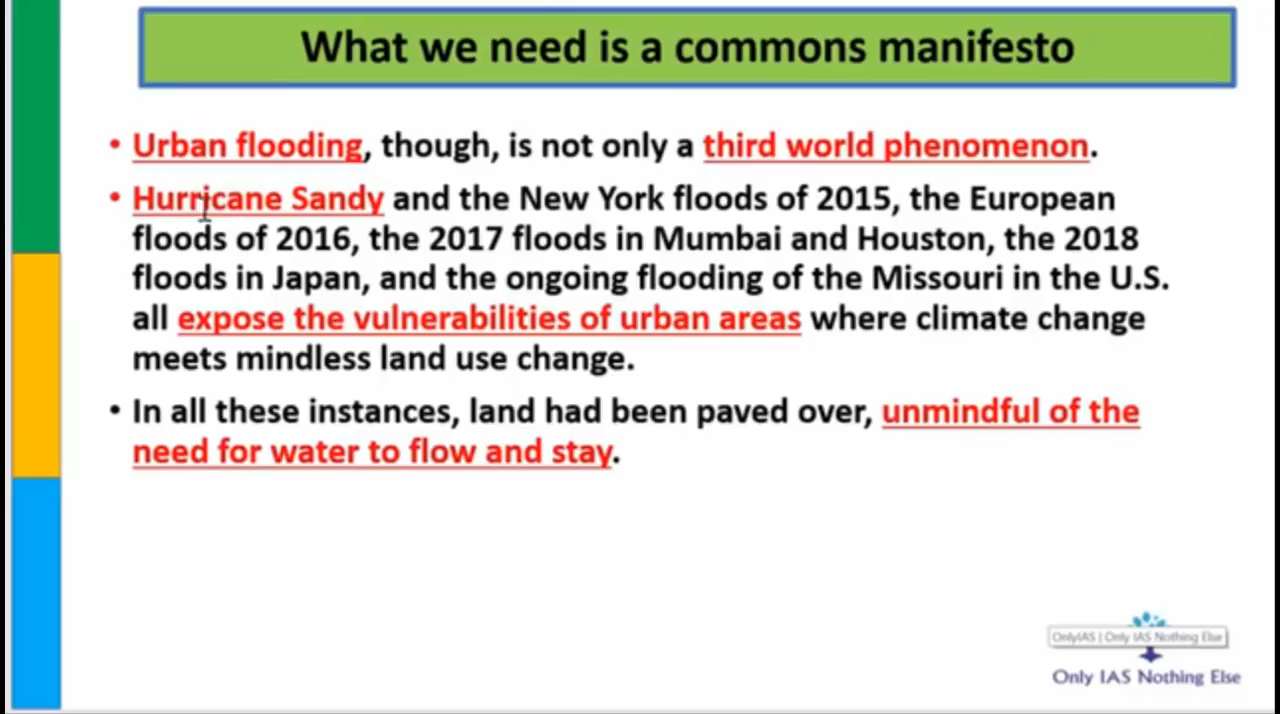 What we need is a commons manifesto
• Urban flooding, though, is not only a third world phenomenon.
• Hurricane Sandy and the New York floods of 2015, the European
floods of 2016, the 2017 floods in Mumbai and Houston, the 2018
floods in Japan, and the ongoing flooding of the Missouri in the U.S.
all expose the vulnerabilities of urban areas where climate change
meets mindless land use change.
• In all these instances, land had been paved over, unmindful of the
need for water to flow and stay.
OnlyIAS | Only IAS Nothing Else
Only IAS Nothing Else